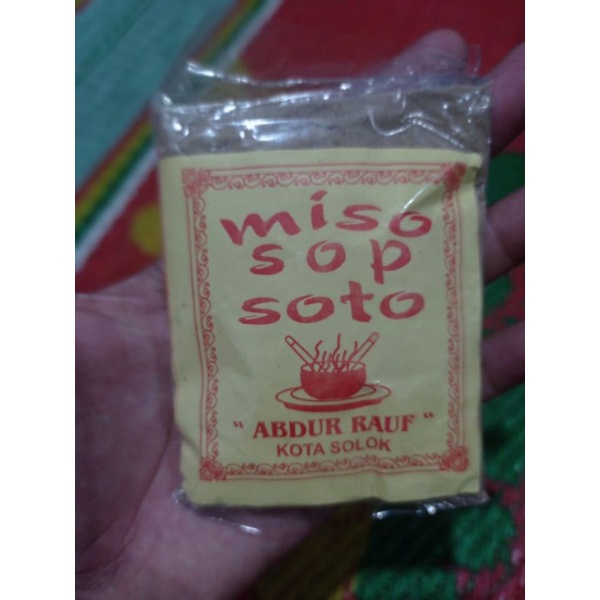 miso
sop
soto
" ABDUR RAUF "
KOTA SOLOK